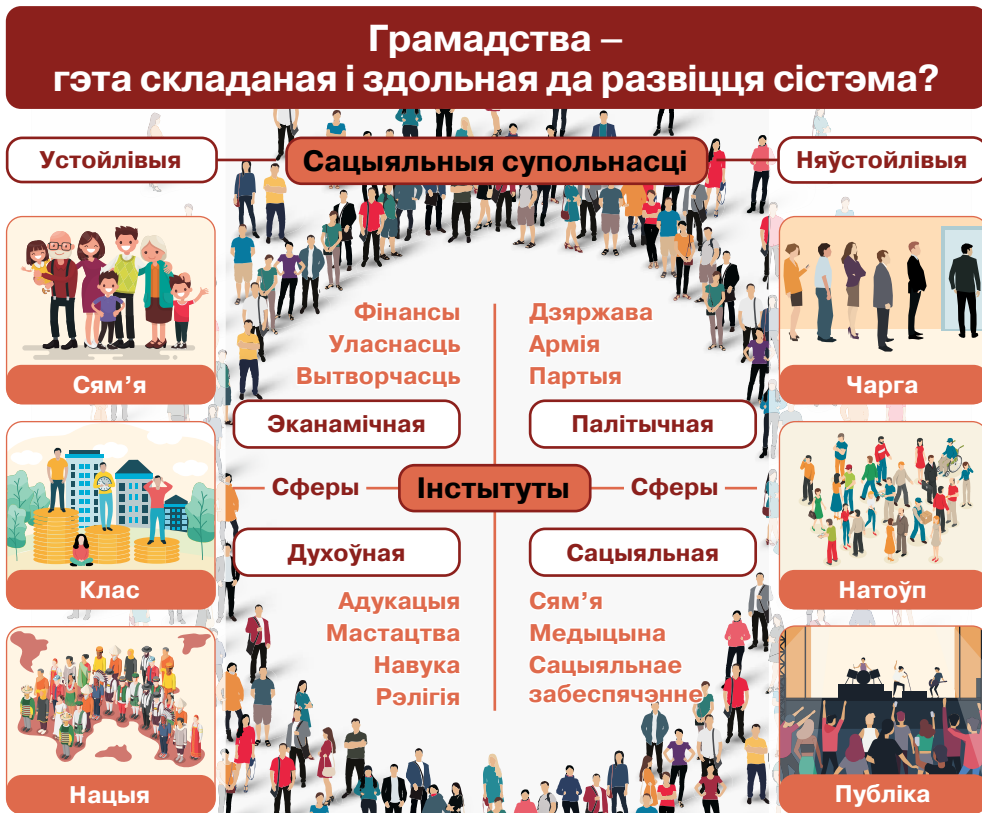 Грамадства –
гэта складаная і здольная да развіцця сістэма?
Устойлівыя
Сацыяльныя супольнасці
Няўстойлівыя
Сям’я
Клас
Нацыя
Фінансы
Уласнасць
Вытворчасць
Эканамічная
Дзяржава
Армія
Партыя
Палітычная
Сферы
Інстытуты
Сферы
Духоўная
Адукацыя
Мастацтва
Навука
Рэлігія
Сацыяльная
Сям’я
Медыцына
Сацыяльнае
забеспячэнне
Чарга
Натоўп
Публіка